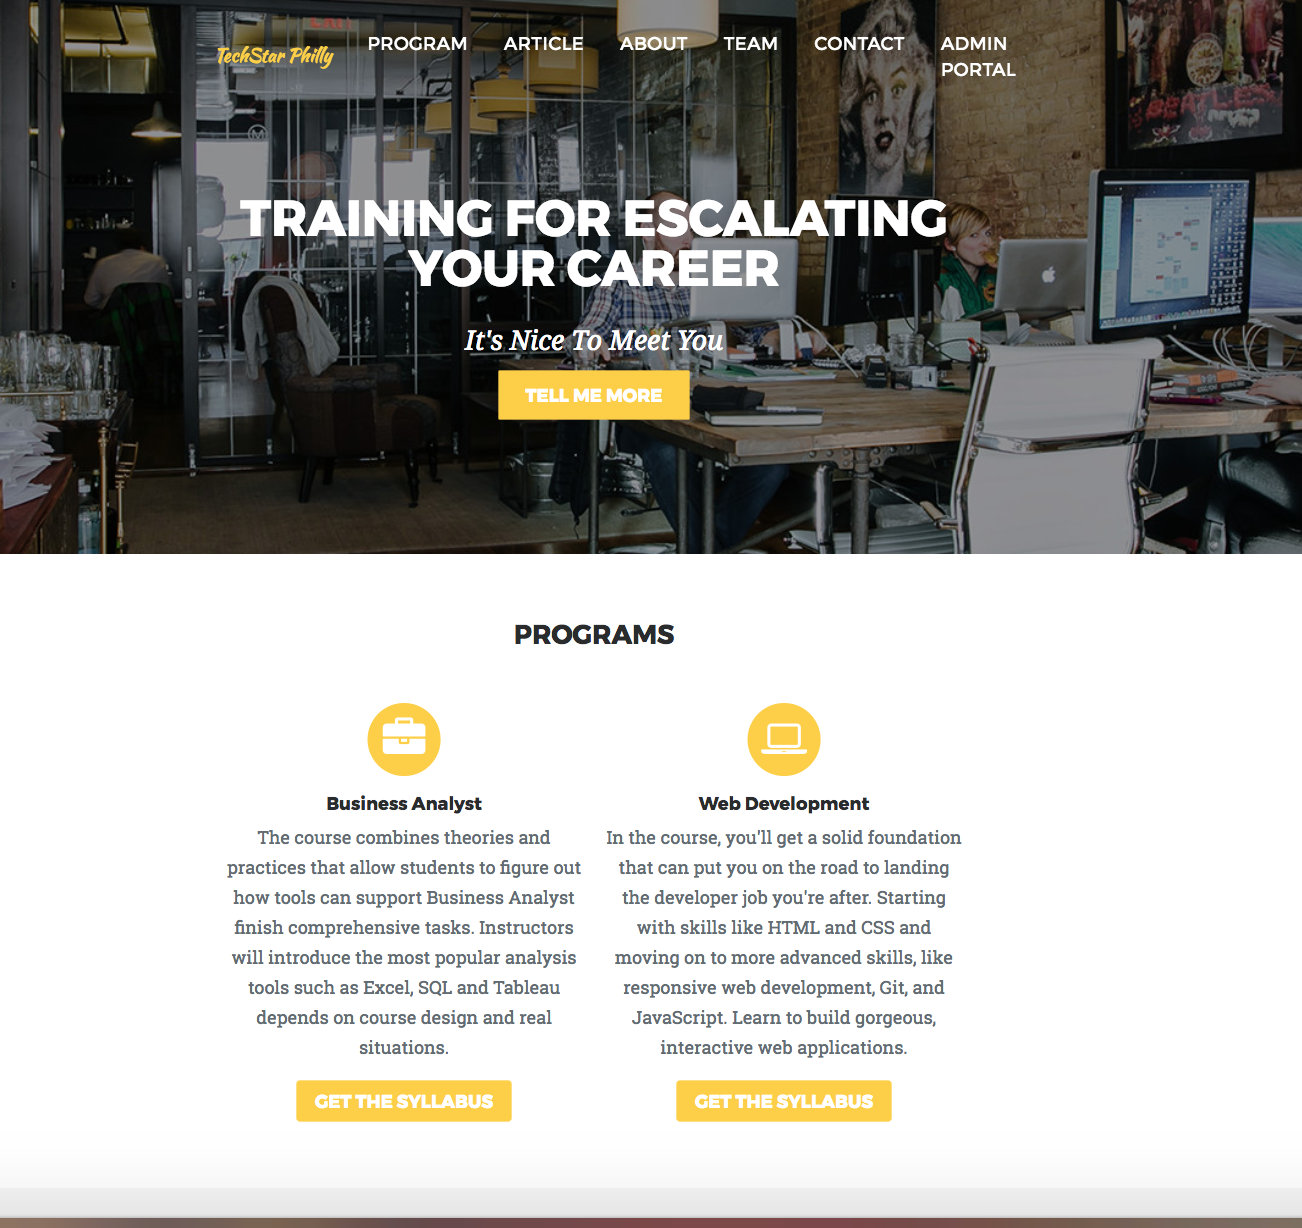 TechStar Philly
PROGRAM ARTICLE ABOUT TEAM CONTACT ADMIN
PORTAL
BEATLES
TRAINING FOR ESCALATING
YOUR CAREER
It's Nice To Meet You
TELL ME MORE
PROGRAMS
Business Analyst
The course combines theories and
practices that allow students to figure out
how tools can support Business Analyst
finish comprehensive tasks. Instructors
will introduce the most popular analysis
tools such as Excel, SQL and Tableau
depends on course design and real
situations.
GET THE SYLLABUS
Web Development
In the course, you'll get a solid foundation
that can put you on the road to landing
the developer job you're after. Starting
with skills like HTML and CSS and
moving on to more advanced skills, like
responsive web development, Git, and
JavaScript. Learn to build gorgeous,
interactive web applications.
GET THE SYLLABUS